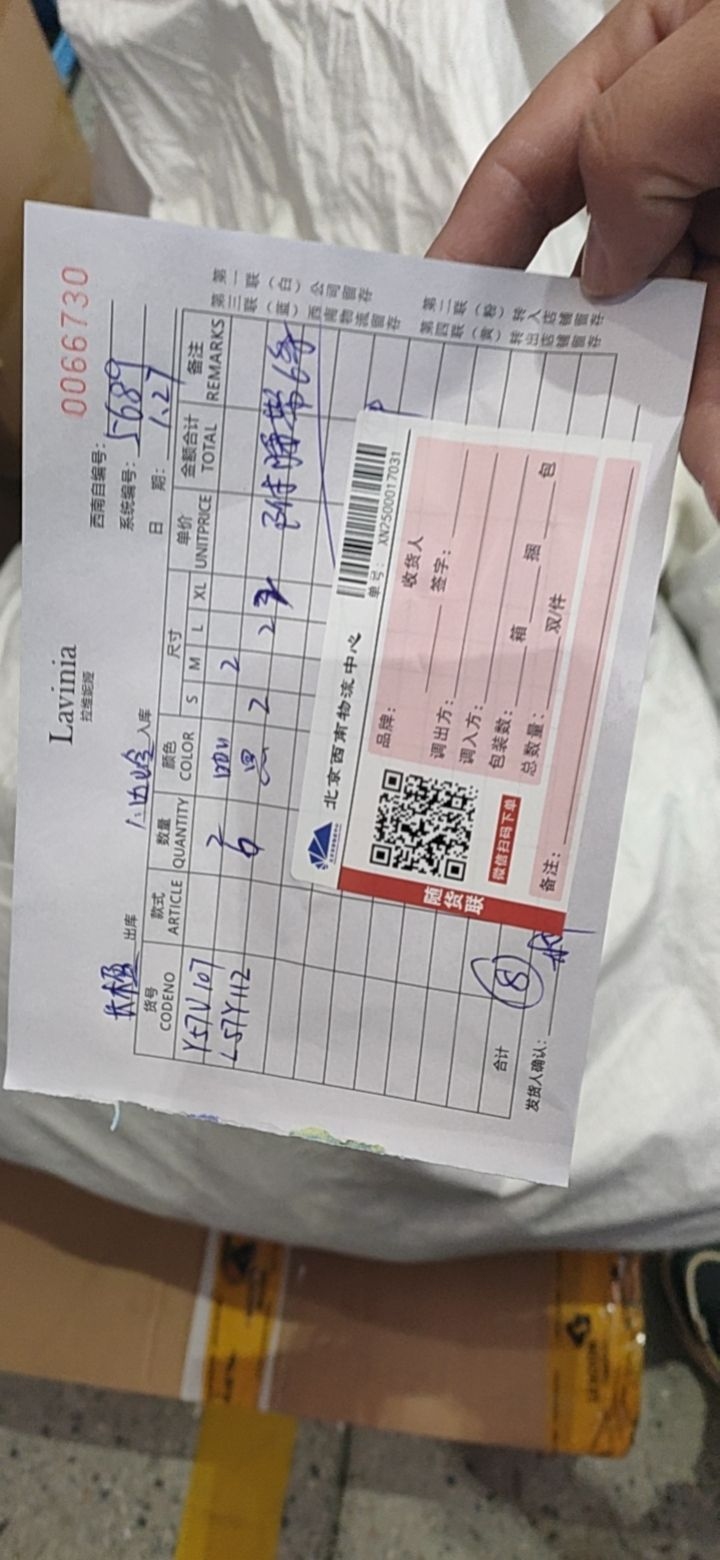 Lavinia
拉维妮娅
0066730
西南自编号：
系统编号：5689
出库 入库
日 期：1.27
货号 款式 数量 颜色 尺寸 单价 金额合计 备注
CODENO ARTICLE QUANTITY COLOR S M L XL UNITPRICE TOTAL REMARKS
Y57V107 2 2
L57Y112 6 2 2 2
合计 8
发货人确认：
第一联（白）公司留存
第三联（蓝）西南物流留存
第二联（粉）转入店铺留存
第四联（黄）转出店铺留存
北京西南物流中心
单号：XN2500017031
品牌： 收货人
调出方： 签字：
调入方：
包装数： 箱 捆 包
总数量： 双/件
备注：
微信扫码下单
随货联